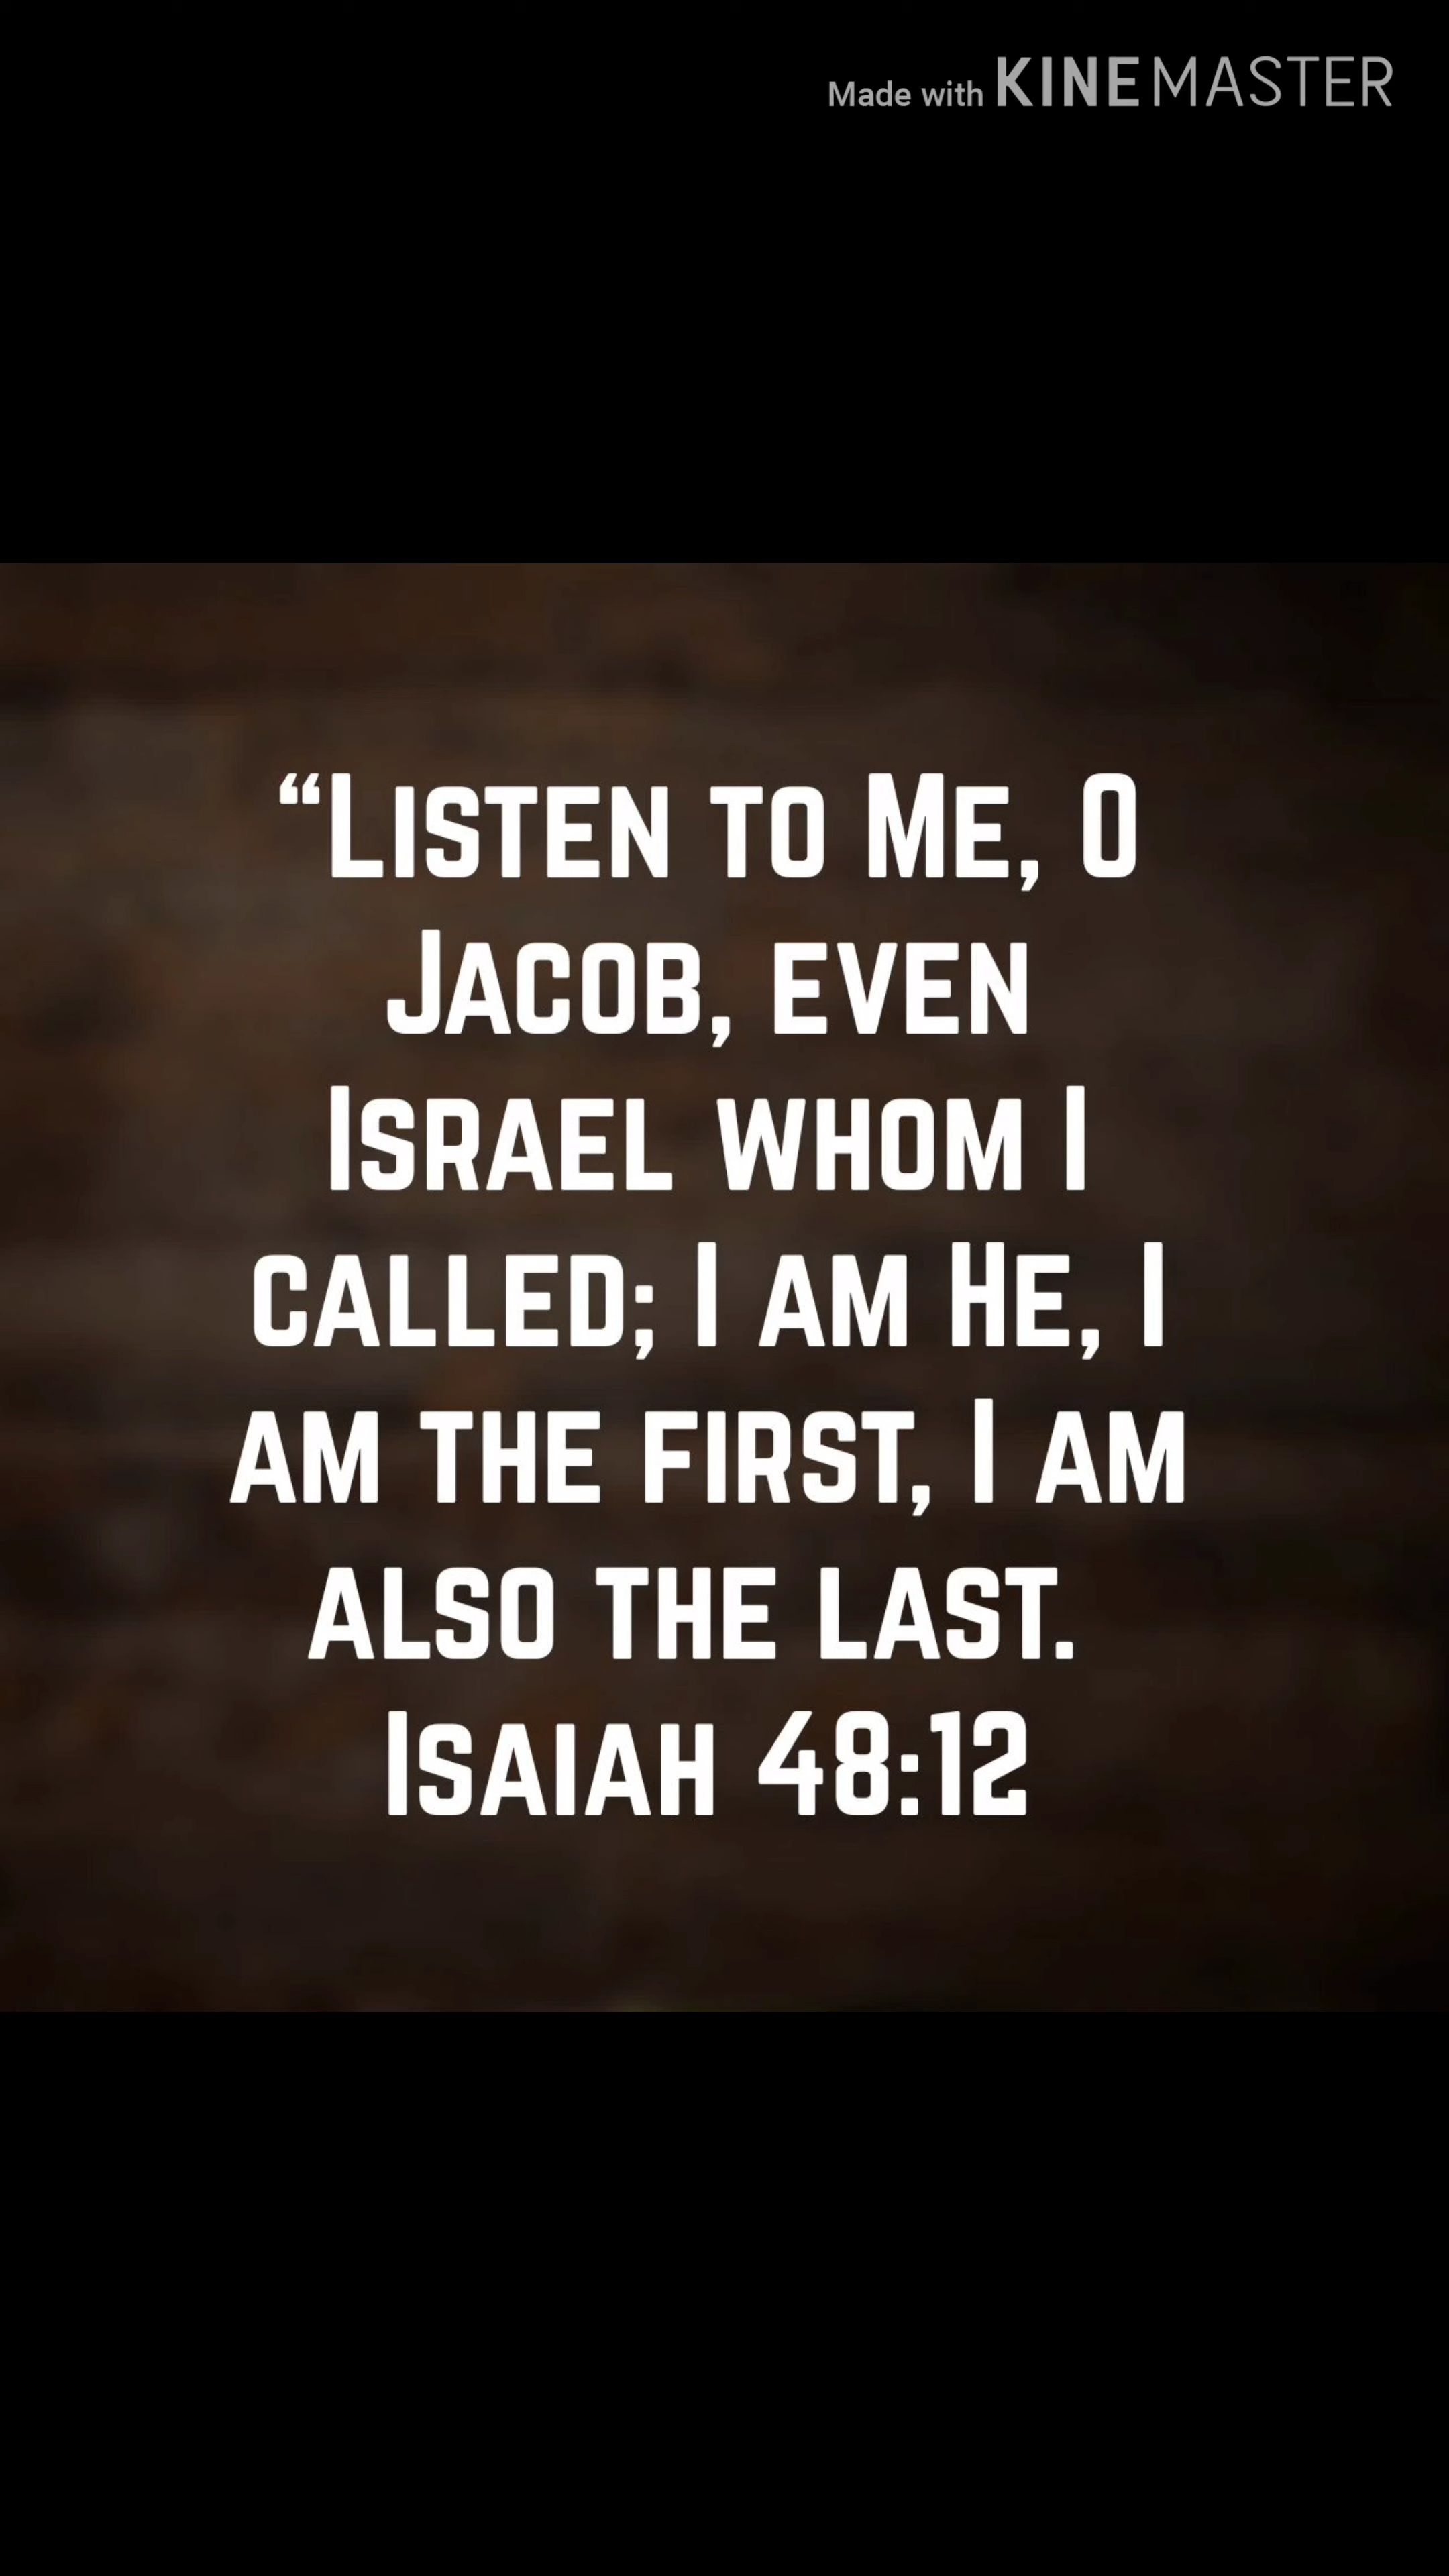 Made with KINEMASTER
“Listen to Me, O
Jacob, even
Israel whom I
called; I am He, I
am the first, I am
also the last.
Isaiah 48:12